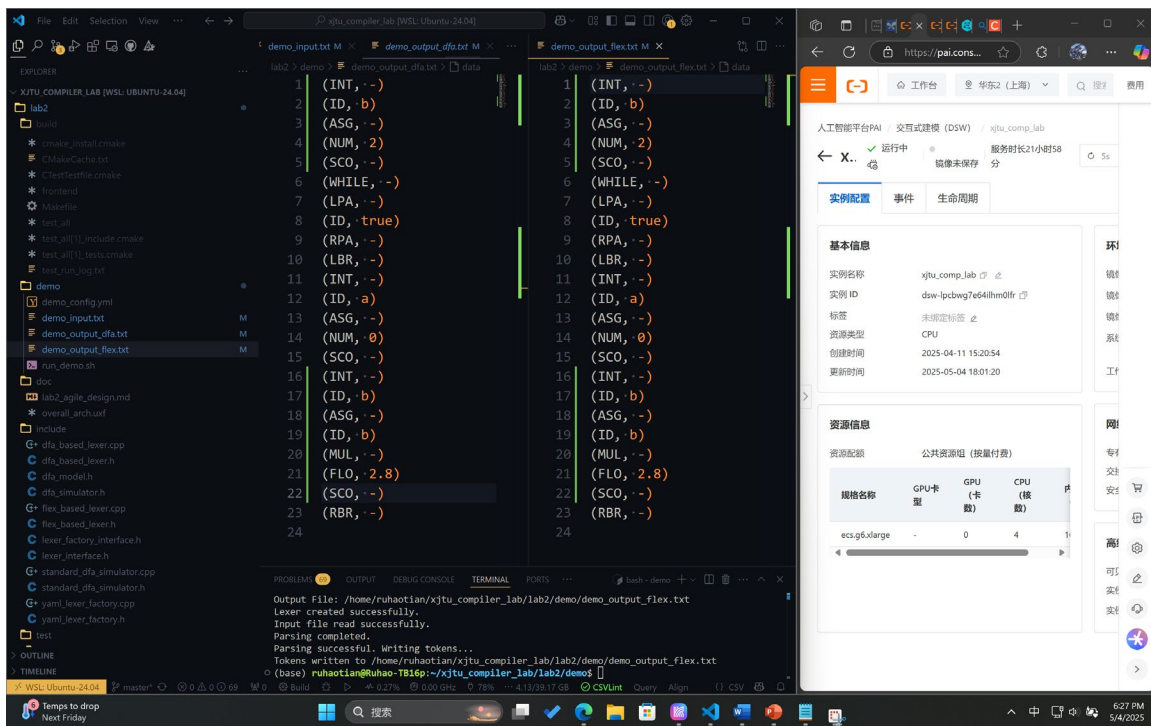 File Edit Selection View ···
xjtu_compiler_lab [WSL: Ubuntu-24.04]
EXPLORER
XJTU_COMPILER_LAB [WSL: UBUNTU-24.04]
lab2
build
cmake_install.cmake
CMakeCache.txt
CTestTestfile.cmake
frontend
Makefile
test_all
test_all[1]_include.cmake
test_all[1]_tests.cmake
test_run_log.txt
demo
demo_config.yml
demo_input.txt M
demo_output_dfa.txt M
demo_output_flex.txt M
run_demo.sh
doc
lab2_agile_design.md
overall_arch.uxf
include
dfa_based_lexer.cpp
dfa_based_lexer.h
dfa_model.h
dfa_simulator.h
flex_based_lexer.cpp
flex_based_lexer.h
lexer_factory_interface.h
lexer_interface.h
standard_dfa_simulator.cpp
standard_dfa_simulator.h
yaml_lexer_factory.cpp
yaml_lexer_factory.h
test
OUTLINE
TIMELINE
demo_input.txt M demo_output_dfa.txt M ···
lab2 > demo > demo_output_dfa.txt > data
1 (INT, -)
2 (ID, b)
3 (ASG, -)
4 (NUM, 2)
5 (SCO, -)
6 (WHILE, -)
7 (LPA, -)
8 (ID, true)
9 (RPA, -)
10 (LBR, -)
11 (INT, -)
12 (ID, a)
13 (ASG, -)
14 (NUM, 0)
15 (SCO, -)
16 (INT, -)
17 (ID, b)
18 (ASG, -)
19 (ID, b)
20 (MUL, -)
21 (FLO, 2.8)
22 (SCO, -)
23 (RBR, -)
24
demo_output_flex.txt M
lab2 > demo > demo_output_flex.txt > data
1 (INT, -)
2 (ID, b)
3 (ASG, -)
4 (NUM, 2)
5 (SCO, -)
6 (WHILE, -)
7 (LPA, -)
8 (ID, true)
9 (RPA, -)
10 (LBR, -)
11 (INT, -)
12 (ID, a)
13 (ASG, -)
14 (NUM, 0)
15 (SCO, -)
16 (INT, -)
17 (ID, b)
18 (ASG, -)
19 (ID, b)
20 (MUL, -)
21 (FLO, 2.8)
22 (SCO, -)
23 (RBR, -)
24
PROBLEMS 69 OUTPUT DEBUG CONSOLE TERMINAL PORTS ··· bash - demo
Output File: /home/ruhaotian/xjtu_compiler_lab/lab2/demo/demo_output_flex.txt
Lexer created successfully.
Input file read successfully.
Parsing completed.
Parsing successful. Writing tokens...
Tokens written to /home/ruhaotian/xjtu_compiler_lab/lab2/demo/demo_output_flex.txt
(base) ruhaotian@Ruhao-TB16p:~/xjtu_compiler_lab/lab2/demo$
WSL: Ubuntu-24.04 master* 0 0 69 0 Build 0.27% 0.00 GHz 78% 4.13/39.17 GB CSVLint Query Align CSV
https://pai.cons...
工作台 华东2（上海） 费用
人工智能平台PAI / 交互式建模（DSW） / xjtu_comp_lab
X.. 运行中 镜像未保存 服务时长21小时58分 5s
实例配置 事件 生命周期
基本信息
实例名称 xjtu_comp_lab
实例 ID dsw-lpcbwg7e64ilhm0lfr
标签 未绑定标签
资源类型 CPU
创建时间 2025-04-11 15:20:54
更新时间 2025-05-04 18:01:20
资源信息
资源配额 公共资源组（按量付费）
规格名称 GPU卡型 GPU（卡数） CPU（核数）
ecs.g6.xlarge - 0 4
Temps to drop
Next Friday
搜索
中
6:27 PM
5/4/2025